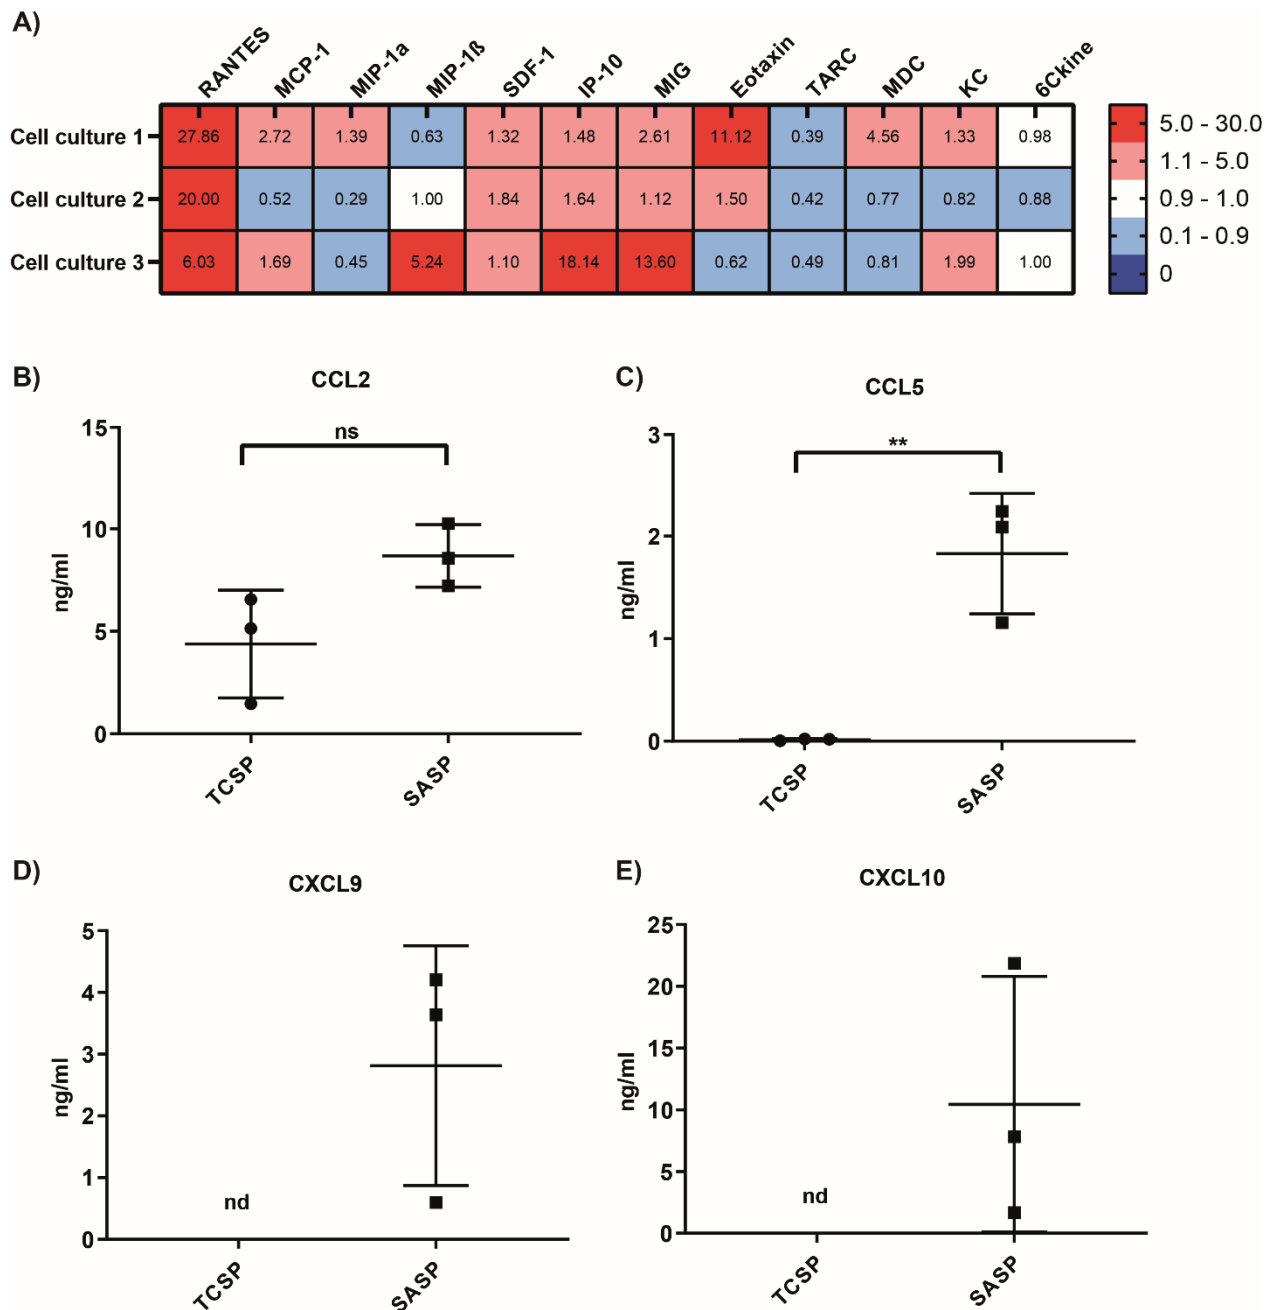 A)
RANTES MCP-1 MIP-1a MIP-1ß SDF-1 IP-10 MIG Eotaxin TARC MDC KC 6Ckine
Cell culture 1 27.86 2.72 1.39 0.63 1.32 1.48 2.61 11.12 0.39 4.56 1.33 0.98
Cell culture 2 20.00 0.52 0.29 1.00 1.84 1.64 1.12 1.50 0.42 0.77 0.82 0.88
Cell culture 3 6.03 1.69 0.45 5.24 1.10 18.14 13.60 0.62 0.49 0.81 1.99 1.00
5.0 - 30.0
1.1 - 5.0
0.9 - 1.0
0.1 - 0.9
0
B)
CCL2
ns
15
10
5
0
ng/ml
TCSP SASP
C)
CCL5
**
3
2
1
0
ng/ml
TCSP SASP
D)
CXCL9
5
4
3
2
1
0
ng/ml
nd
TCSP SASP
E)
CXCL10
25
20
15
10
5
0
ng/ml
nd
TCSP SASP